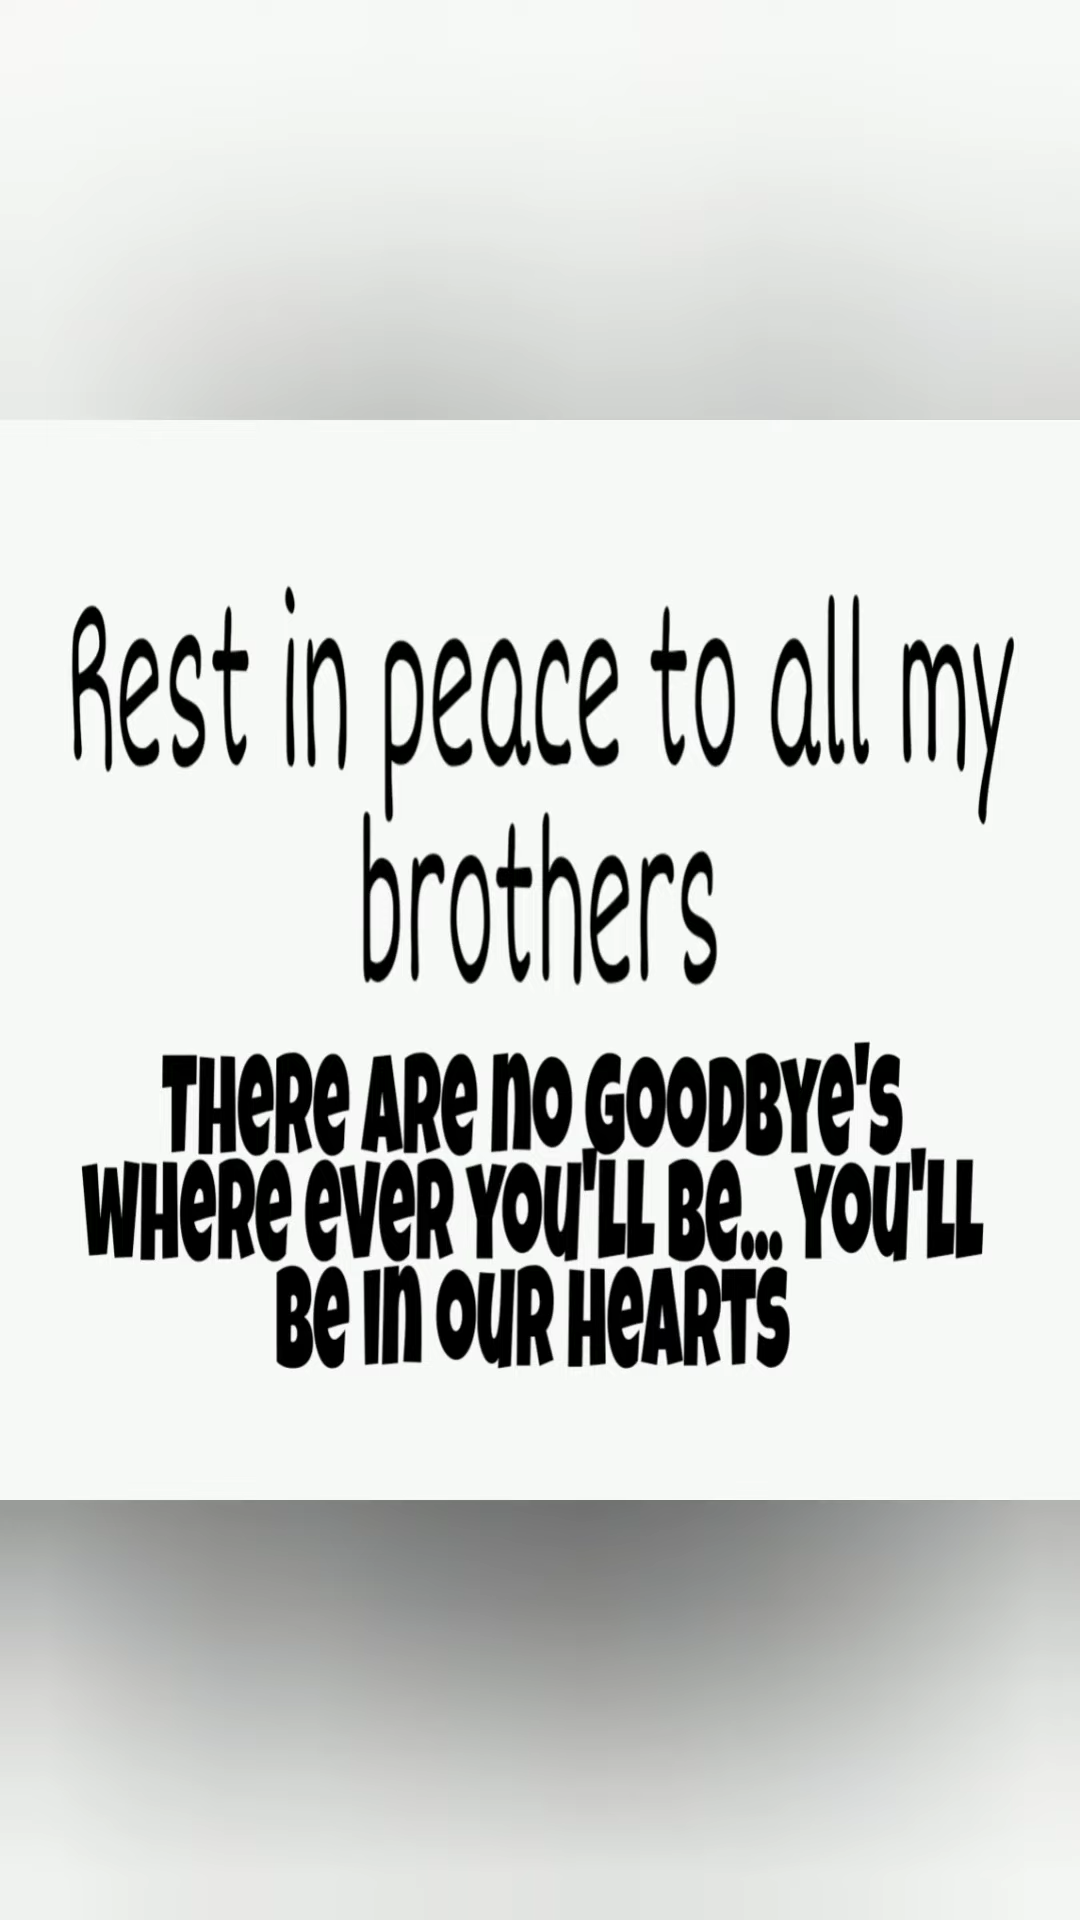 Rest in peace to all my
brothers
THERE ARE NO GOODBYE'S
WHERE EVER YOU'LL BE... YOU'LL
BE IN OUR HEARTS